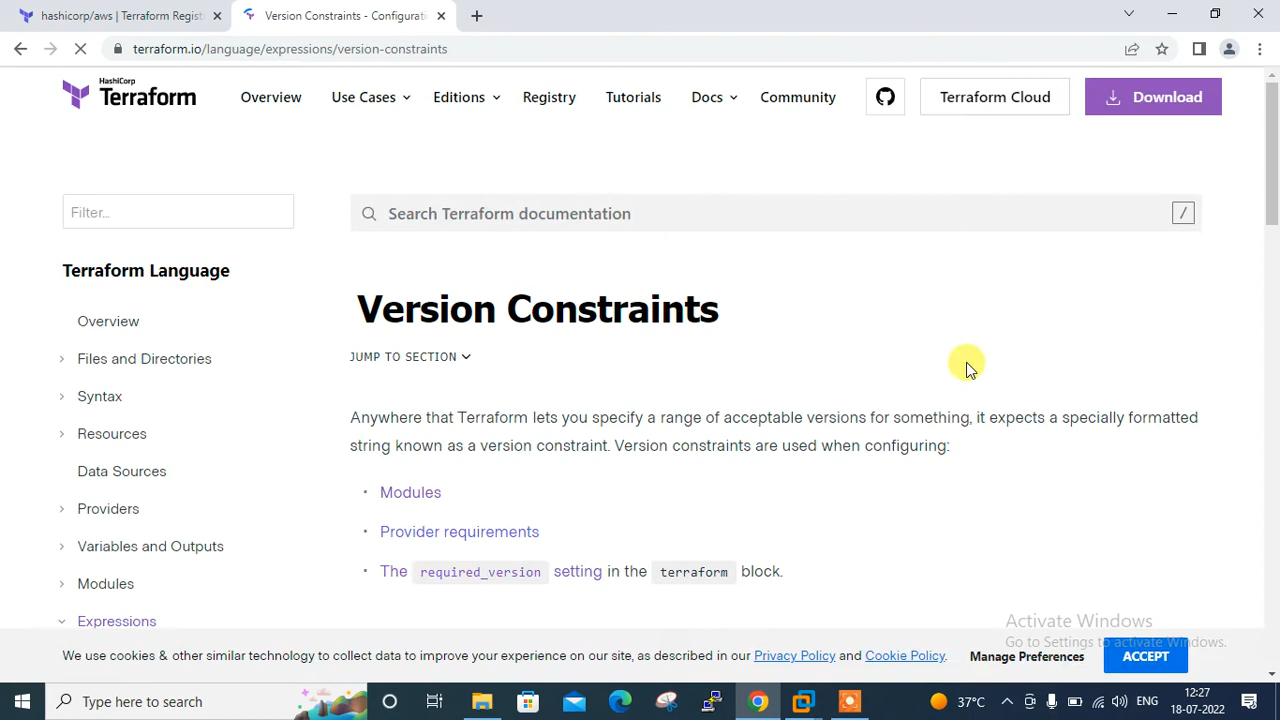 hashicorp/aws | Terraform Regist
Version Constraints - Configurati
terraform.io/language/expressions/version-constraints
HashiCorp
Terraform
Overview
Use Cases
Editions
Registry
Tutorials
Docs
Community
Terraform Cloud
Download
Filter...
Search Terraform documentation
/
Terraform Language
Overview
Files and Directories
Syntax
Resources
Data Sources
Providers
Variables and Outputs
Modules
Expressions
Version Constraints
JUMP TO SECTION
Anywhere that Terraform lets you specify a range of acceptable versions for something, it expects a specially formatted
string known as a version constraint. Version constraints are used when configuring:
• Modules
• Provider requirements
• The required_version setting in the terraform block.
Activate Windows
Go to Settings to activate Windows.
We use cookies & other similar technology to collect data to improve your experience on our site, as described in our Privacy Policy and Cookie Policy.
Manage Preferences
ACCEPT
Type here to search
37°C
ENG
12:27
18-07-2022